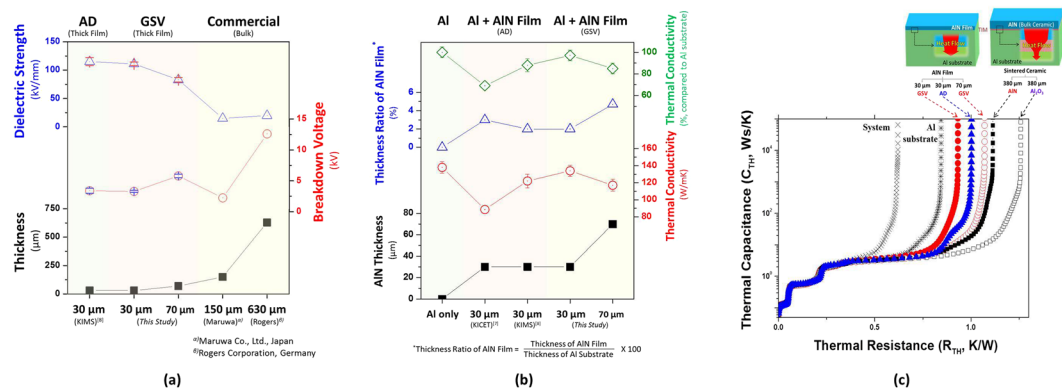 AD
(Thick Film)
GSV
(Thick Film)
Commercial
(Bulk)
Dielectric Strength
(kV/mm)
150
100
50
0
Breakdown Voltage
(kV)
15
10
5
0
Thickness
(μm)
750
500
250
0
30 μm
(KIMS)[8]
30 μm
70 μm
(This Study)
150 μm
(Maruwa)a)
630 μm
(Rogers)β)
a)Maruwa Co., Ltd., Japan
β)Rogers Corporation, Germany
(a)
Al
Al + AlN Film
(AD)
Al + AlN Film
(GSV)
Thickness Ratio of AlN Film*
(%)
6
4
2
0
Thermal Conductivity
(%, compared to Al substrate)
100
80
60
Thermal Conductivity
(W/mK)
160
140
120
100
80
AlN Thickness
(μm)
80
60
40
20
0
Al only
30 μm
(KICET)[7]
30 μm
(KIMS)[8]
30 μm
(This Study)
70 μm
*Thickness Ratio of AlN Film = Thickness of AlN Film
Thickness of Al Substrate
X 100
(b)
(c)
AlN Film
Heat Flow
Al substrate
TIM
AlN (Bulk Ceramic)
Heat Flow
Al substrate
AlN Film
30 μm 30 μm 70 μm
GSV AD GSV
Sintered Ceramic
380 μm 380 μm
AlN Al2O3
System
Al
substrate
Thermal Capacitance (CTH, Ws/K)
10⁰
0.0
0.5
1.0
Thermal Resistance (RTH, K/W)